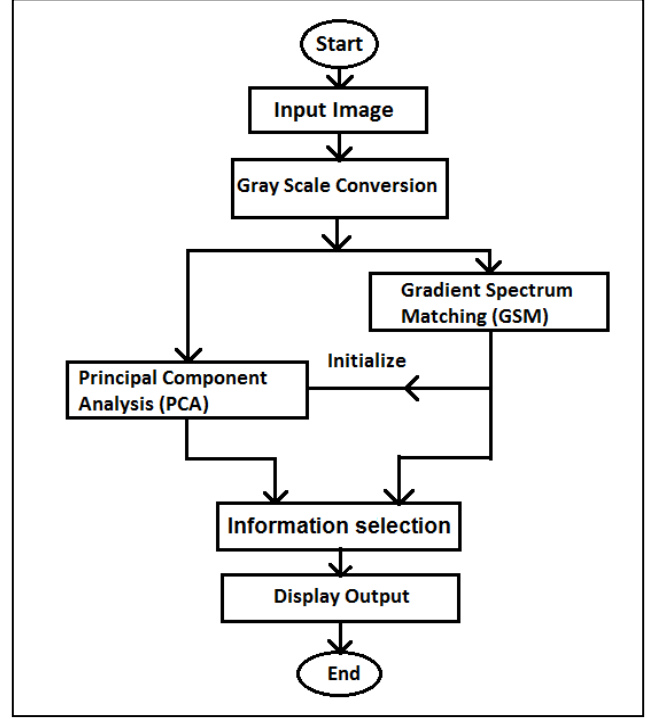 Start
Input Image
Gray Scale Conversion
Gradient Spectrum
Matching (GSM)
Initialize
Principal Component
Analysis (PCA)
Information selection
Display Output
End